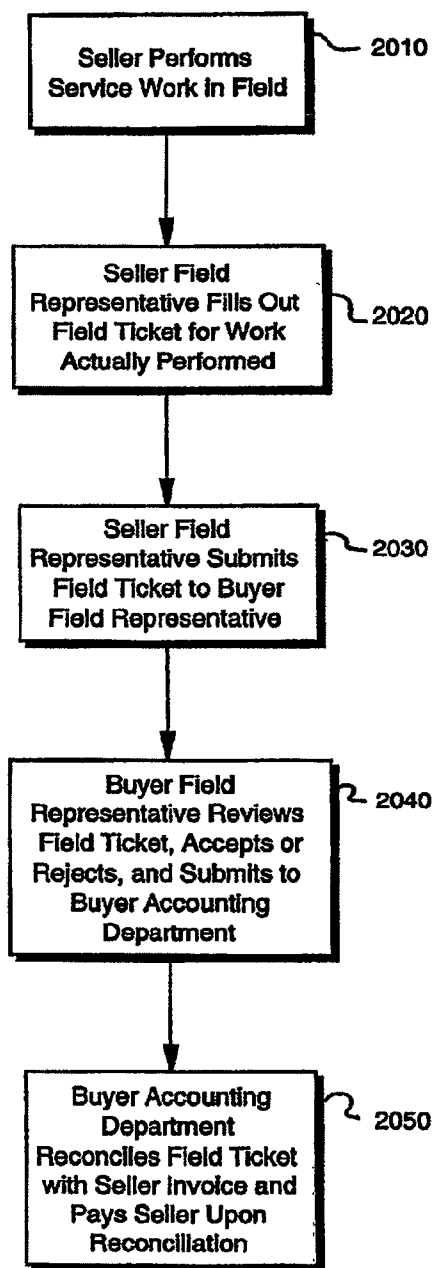 Seller Performs
Service Work in Field
2010
Seller Field
Representative Fills Out
Field Ticket for Work
Actually Performed
2020
Seller Field
Representative Submits
Field Ticket to Buyer
Field Representative
2030
Buyer Field
Representative Reviews
Field Ticket, Accepts or
Rejects, and Submits to
Buyer Accounting
Department
2040
Buyer Accounting
Department
Reconciles Field Ticket
with Seller Invoice and
Pays Seller Upon
Reconciliation
2050